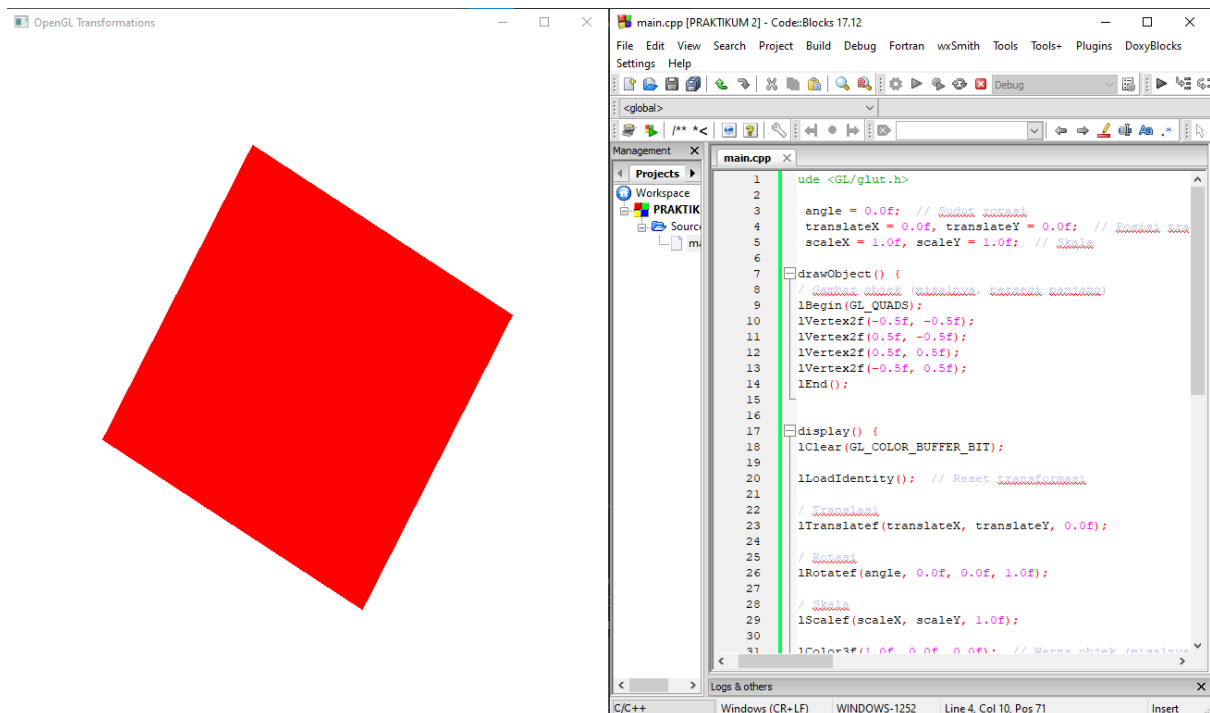 OpenGL Transformations
main.cpp [PRAKTIKUM 2] - Code::Blocks 17.12
File Edit View Search Project Build Debug Fortran wxSmith Tools Tools+ Plugins DoxyBlocks
Settings Help
Debug
<global>
/** *<
Management
main.cpp
Projects
Workspace
PRAKTIK
Sourc
ma
1 ude <GL/glut.h>
2
3 angle = 0.0f; // Sudut rotasi
4 translateX = 0.0f, translateY = 0.0f; // Posisi tra
5 scaleX = 1.0f, scaleY = 1.0f; // Skala
6
7 drawObject() {
8 / Gambar objek (misalnya, persegi panjang)
9 lBegin(GL_QUADS);
10 lVertex2f(-0.5f, -0.5f);
11 lVertex2f(0.5f, -0.5f);
12 lVertex2f(0.5f, 0.5f);
13 lVertex2f(-0.5f, 0.5f);
14 lEnd();
15
16
17 display() {
18 lClear(GL_COLOR_BUFFER_BIT);
19
20 lLoadIdentity(); // Reset transformasi
21
22 / Translasi
23 lTranslatef(translateX, translateY, 0.0f);
24
25 / Rotasi
26 lRotatef(angle, 0.0f, 0.0f, 1.0f);
27
28 / Skala
29 lScalef(scaleX, scaleY, 1.0f);
30
31 lColor3f(1.0f, 0.0f, 0.0f); // Warna objek (misalnya
Logs & others
C/C++ Windows (CR+LF) WINDOWS-1252 Line 4, Col 10, Pos 71 Insert